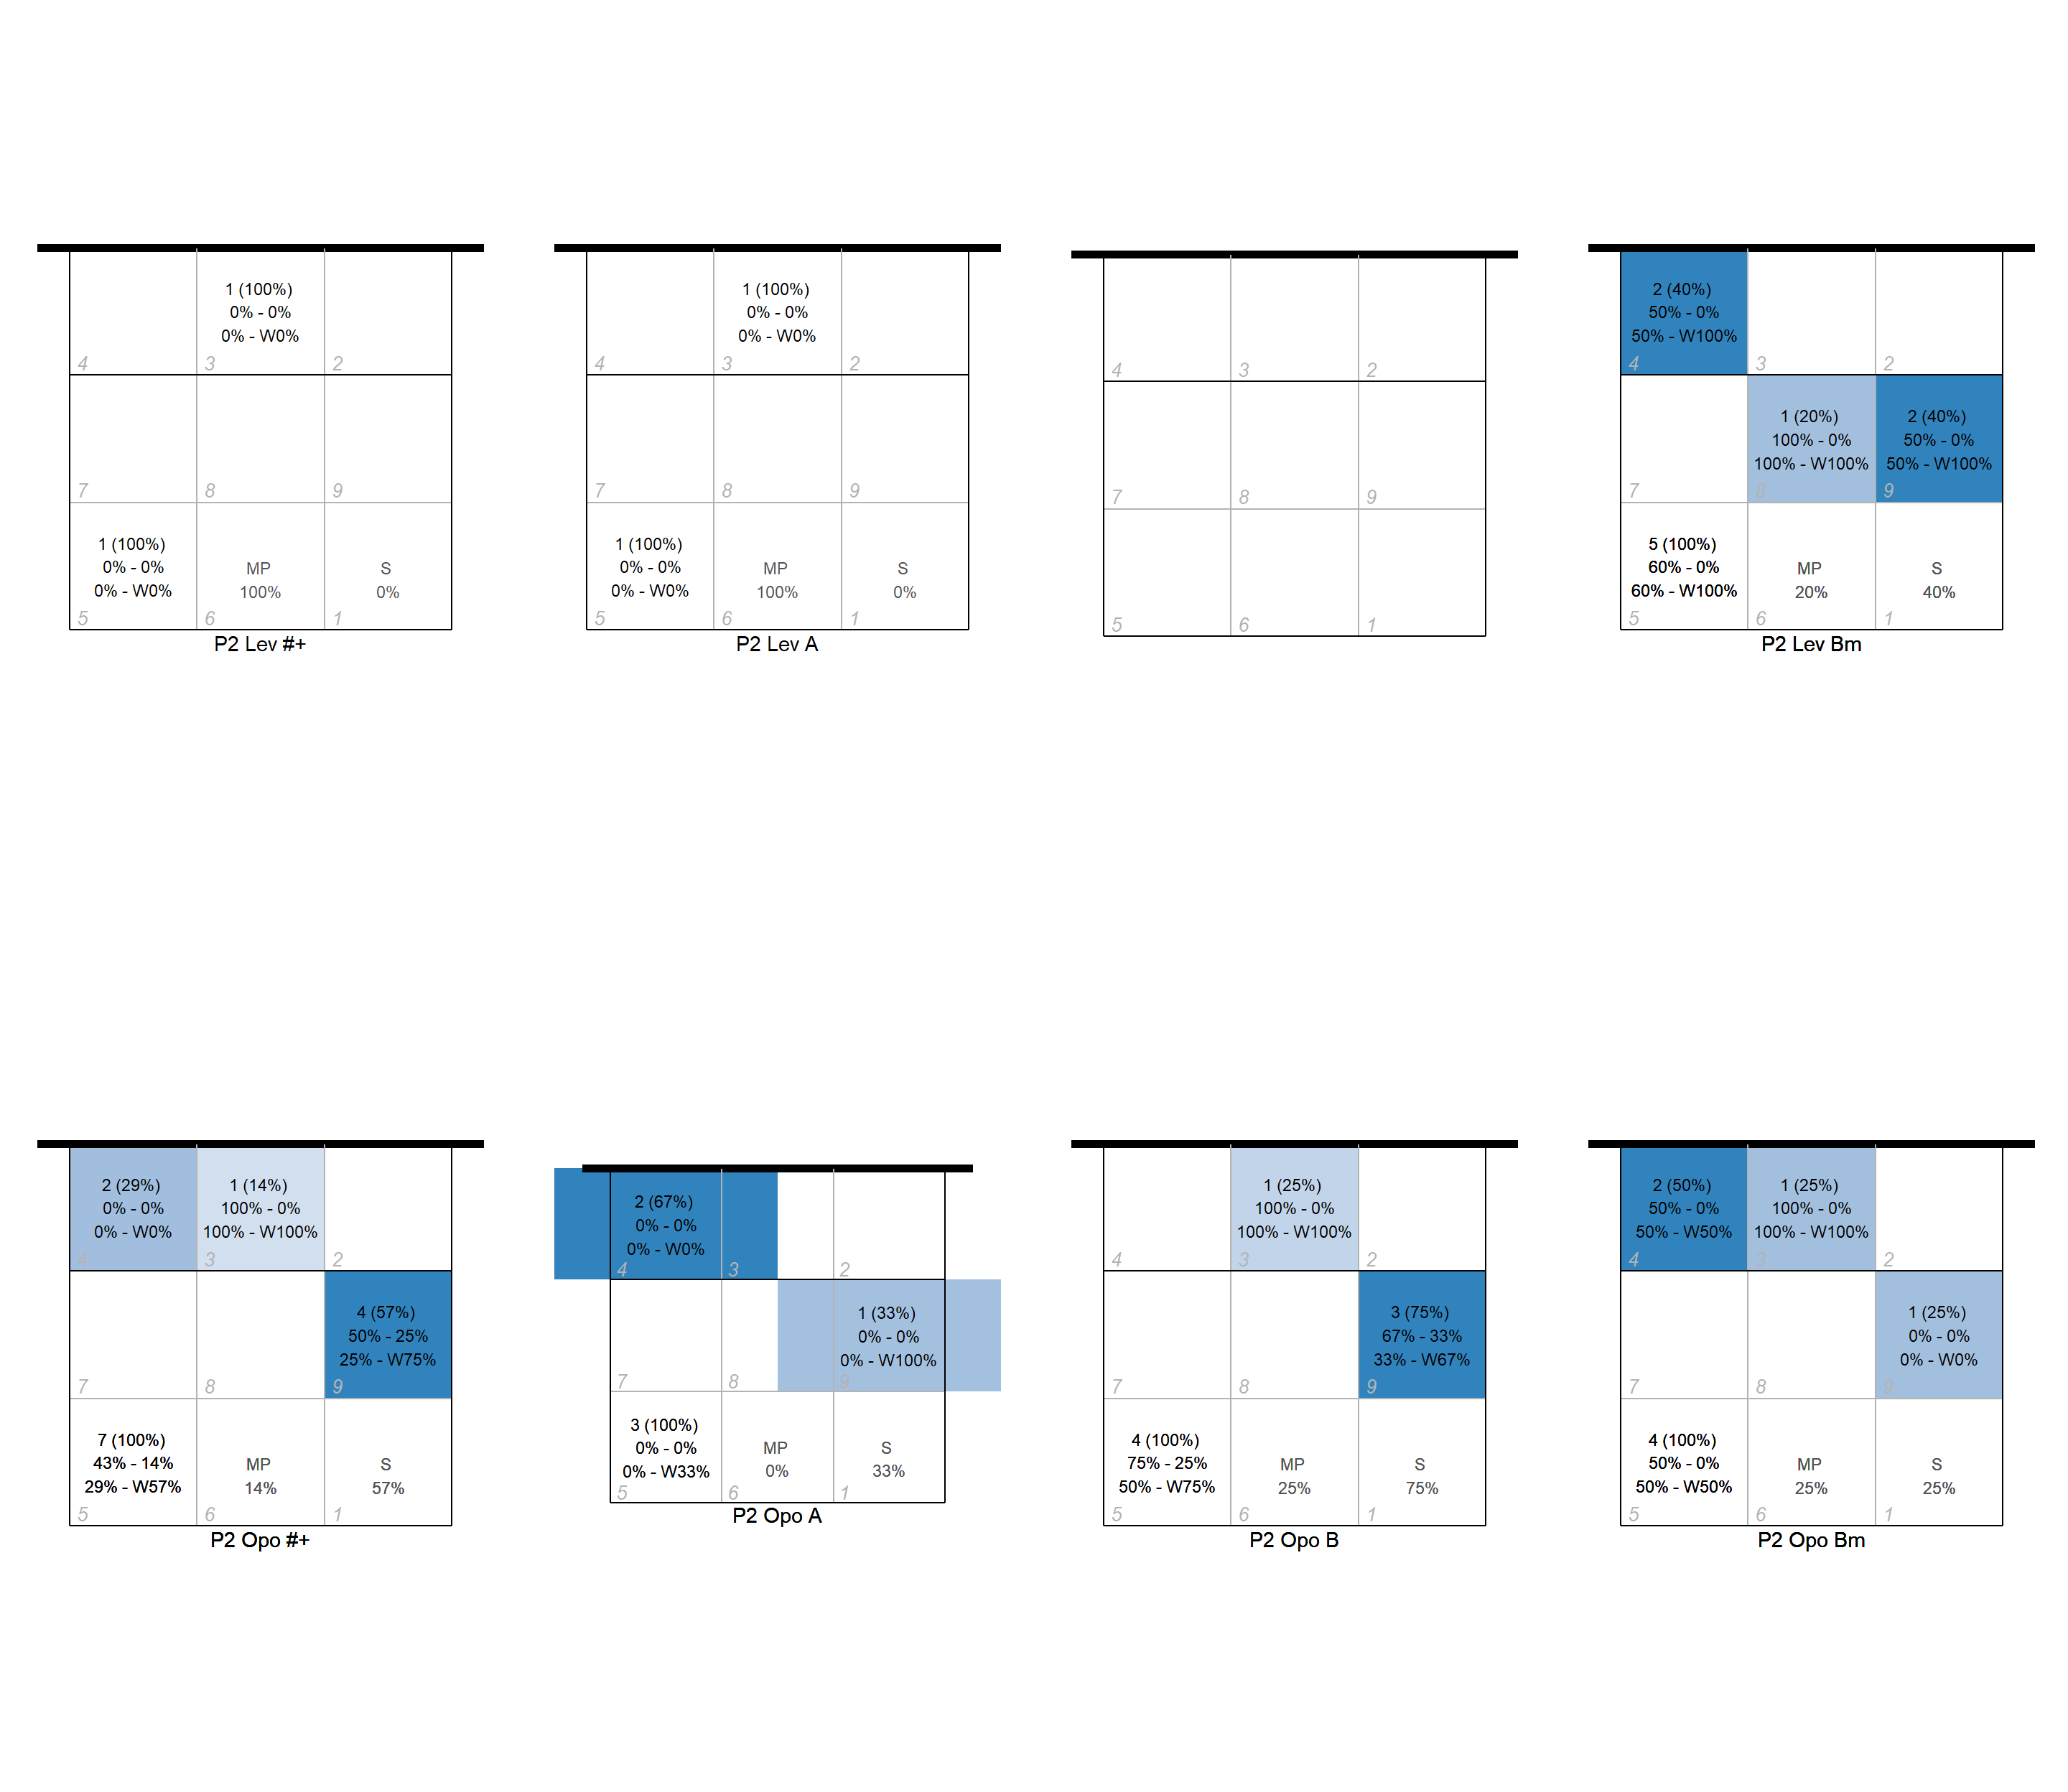 1 (100%)
0% - 0%
0% - W0%
4
3
2
7
8
9
1 (100%)
0% - 0%
0% - W0%
MP
100%
S
0%
5
6
1
P2 Lev #+
1 (100%)
0% - 0%
0% - W0%
4
3
2
7
8
9
1 (100%)
0% - 0%
0% - W0%
MP
100%
S
0%
5
6
1
P2 Lev A
4
3
2
7
8
9
5
6
1
2 (40%)
50% - 0%
50% - W100%
4
3
2
1 (20%)
100% - 0%
100% - W100%
2 (40%)
50% - 0%
50% - W100%
7
8
9
5 (100%)
60% - 0%
60% - W100%
MP
20%
S
40%
5
6
1
P2 Lev Bm
2 (29%)
0% - 0%
0% - W0%
1 (14%)
100% - 0%
100% - W100%
4
3
2
4 (57%)
50% - 25%
25% - W75%
7
8
9
7 (100%)
43% - 14%
29% - W57%
MP
14%
S
57%
5
6
1
P2 Opo #+
2 (67%)
0% - 0%
0% - W0%
4
3
2
1 (33%)
0% - 0%
0% - W100%
7
8
9
3 (100%)
0% - 0%
0% - W33%
MP
0%
S
33%
5
6
1
P2 Opo A
1 (25%)
100% - 0%
100% - W100%
4
3
2
3 (75%)
67% - 33%
33% - W67%
7
8
9
4 (100%)
75% - 25%
50% - W75%
MP
25%
S
75%
5
6
1
P2 Opo B
2 (50%)
50% - 0%
50% - W50%
1 (25%)
100% - 0%
100% - W100%
4
3
2
1 (25%)
0% - 0%
0% - W0%
7
8
9
4 (100%)
50% - 0%
50% - W50%
MP
25%
S
25%
5
6
1
P2 Opo Bm